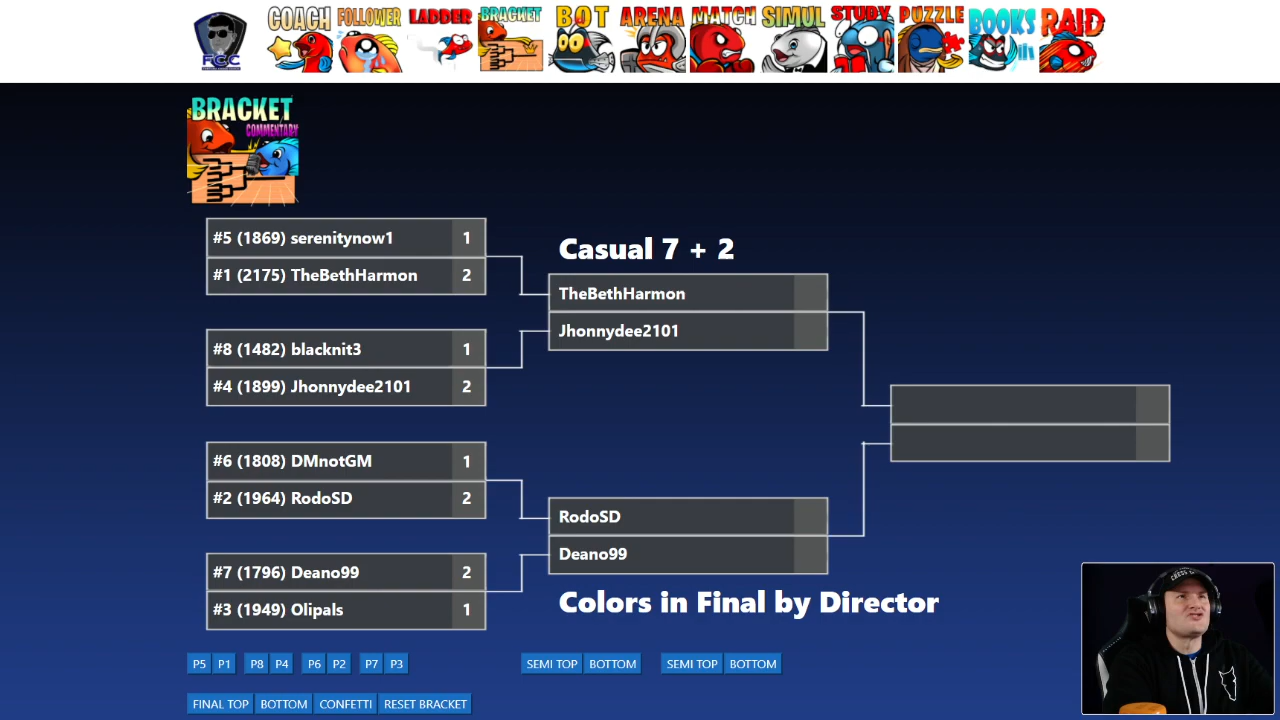 FCC
COACH
FOLLOWER
LADDER
BRACKET
BOT
ARENA
MATCH
SIMUL
STUDY
PUZZLE
BOOKS
RAID
BRACKET
COMMENTARY
#5 (1869) serenitynow1 1
#1 (2175) TheBethHarmon 2
#8 (1482) blacknit3 1
#4 (1899) Jhonnydee2101 2
#6 (1808) DMnotGM 1
#2 (1964) RodoSD 2
#7 (1796) Deano99 2
#3 (1949) Olipals 1
Casual 7 + 2
TheBethHarmon
Jhonnydee2101
RodoSD
Deano99
Colors in Final by Director
P5 P1 P8 P4 P6 P2 P7 P3 SEMI TOP BOTTOM SEMI TOP BOTTOM
FINAL TOP BOTTOM CONFETTI RESET BRACKET